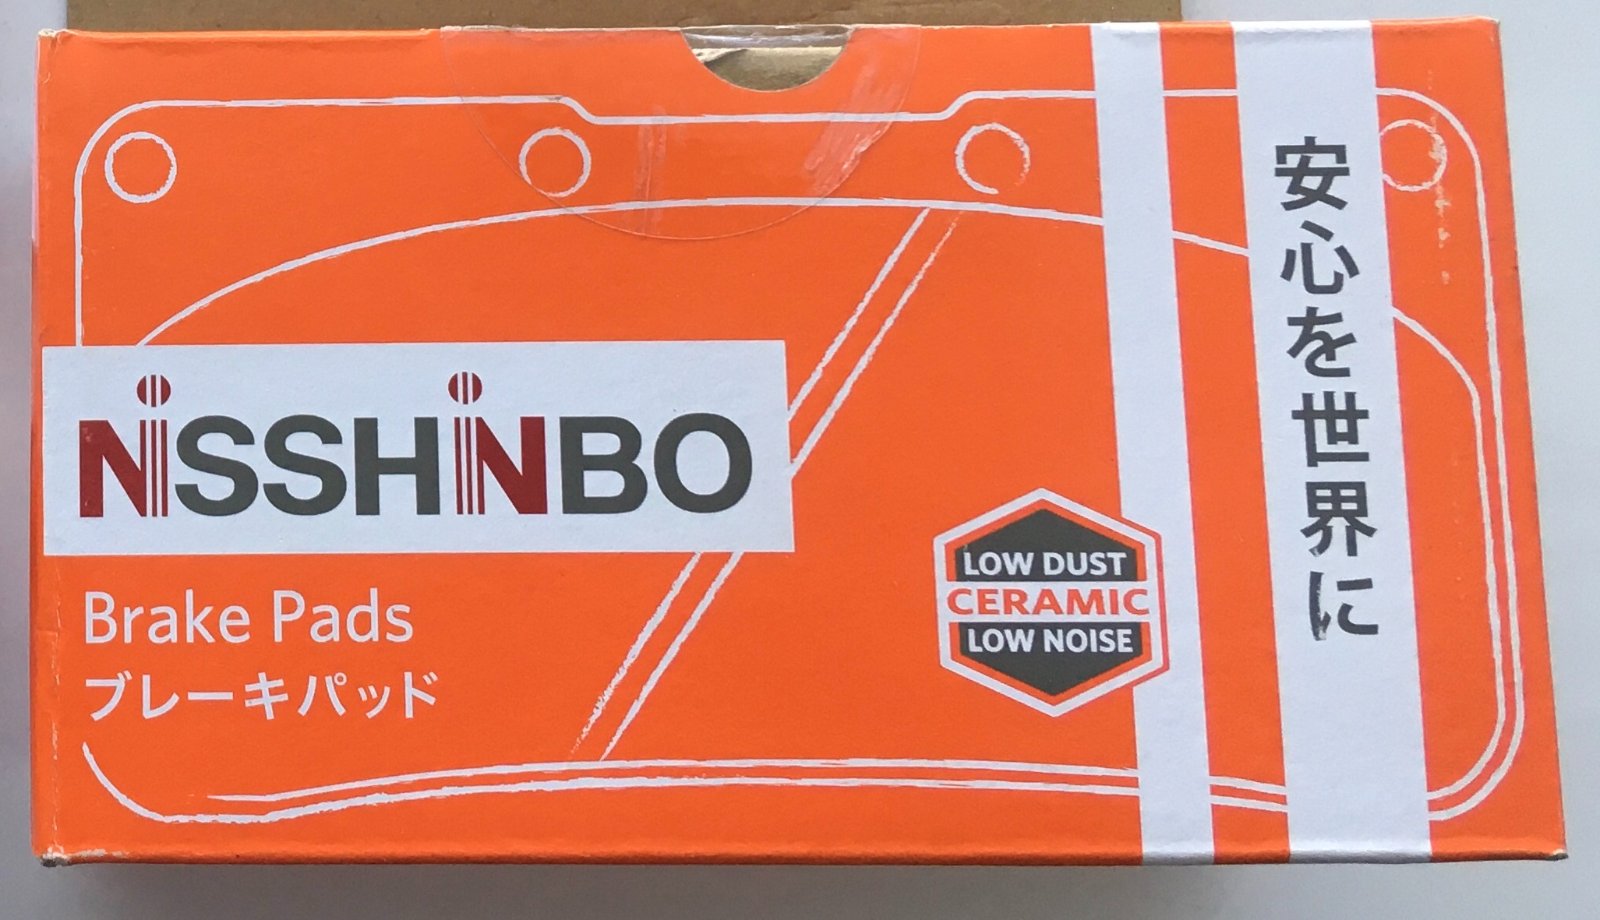 NISSHINBO
Brake Pads
ブレーキパッド
LOW DUST
CERAMIC
LOW NOISE
安心を世界に